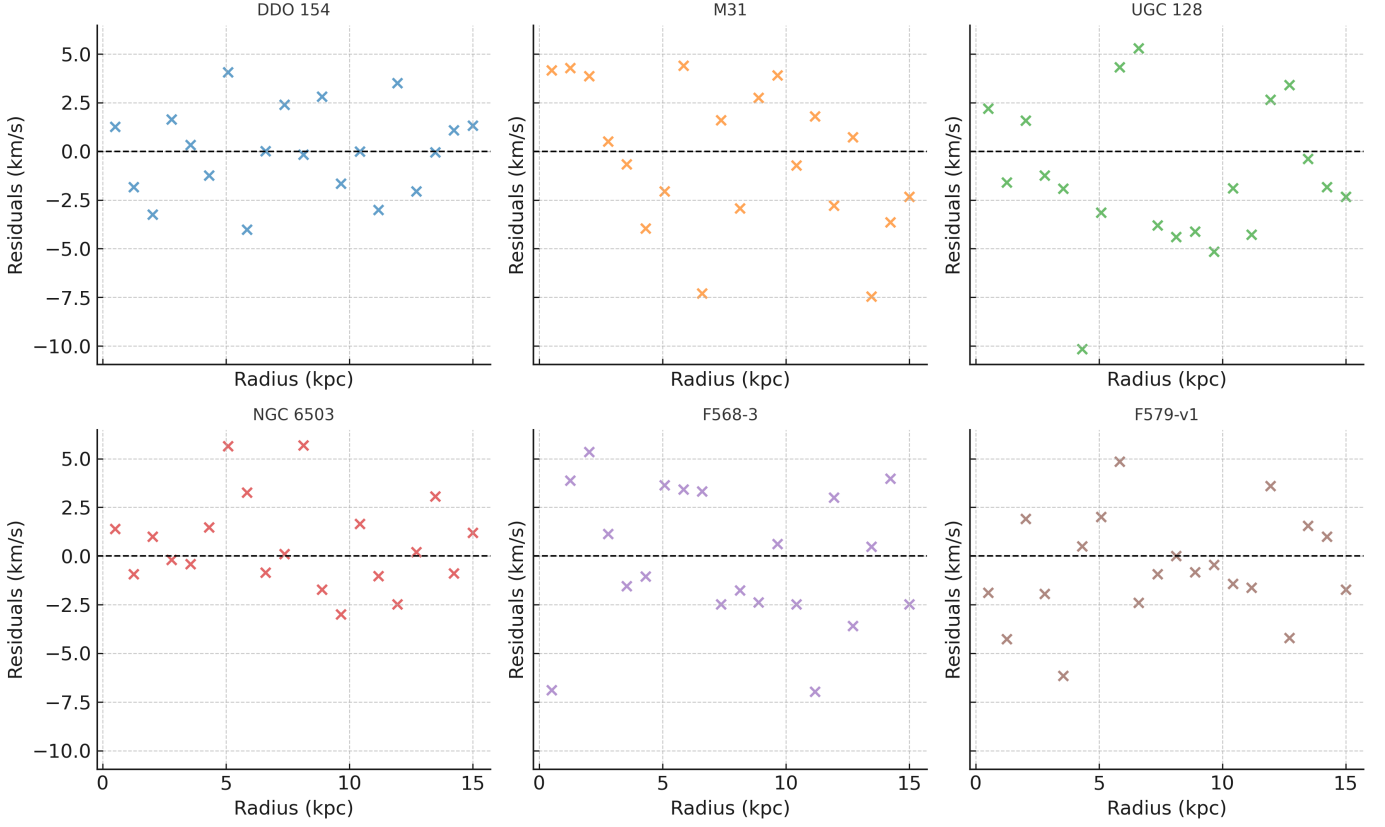 DDO 154
M31
UGC 128
5.0
2.5
0.0
−2.5
−5.0
−7.5
−10.0
Residuals (km/s)
Residuals (km/s)
Residuals (km/s)
Radius (kpc)
Radius (kpc)
Radius (kpc)
NGC 6503
F568-3
F579-v1
5.0
2.5
0.0
−2.5
−5.0
−7.5
−10.0
Residuals (km/s)
Residuals (km/s)
Residuals (km/s)
0 5 10 15
0 5 10 15
0 5 10 15
Radius (kpc)
Radius (kpc)
Radius (kpc)